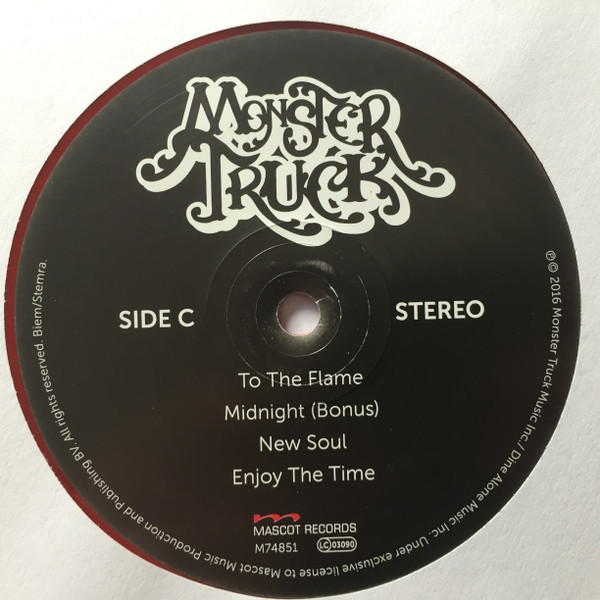 MONSTER
TRUCK
SIDE C
STEREO
To The Flame
Midnight (Bonus)
New Soul
Enjoy The Time
MASCOT RECORDS
M74851
LC 03090
℗© 2016 Monster Truck Music Inc./ Dine Alone Music Inc. Under exclusive license to Mascot Music Production and Publishing BV. All rights reserved. Biem/Stemra.